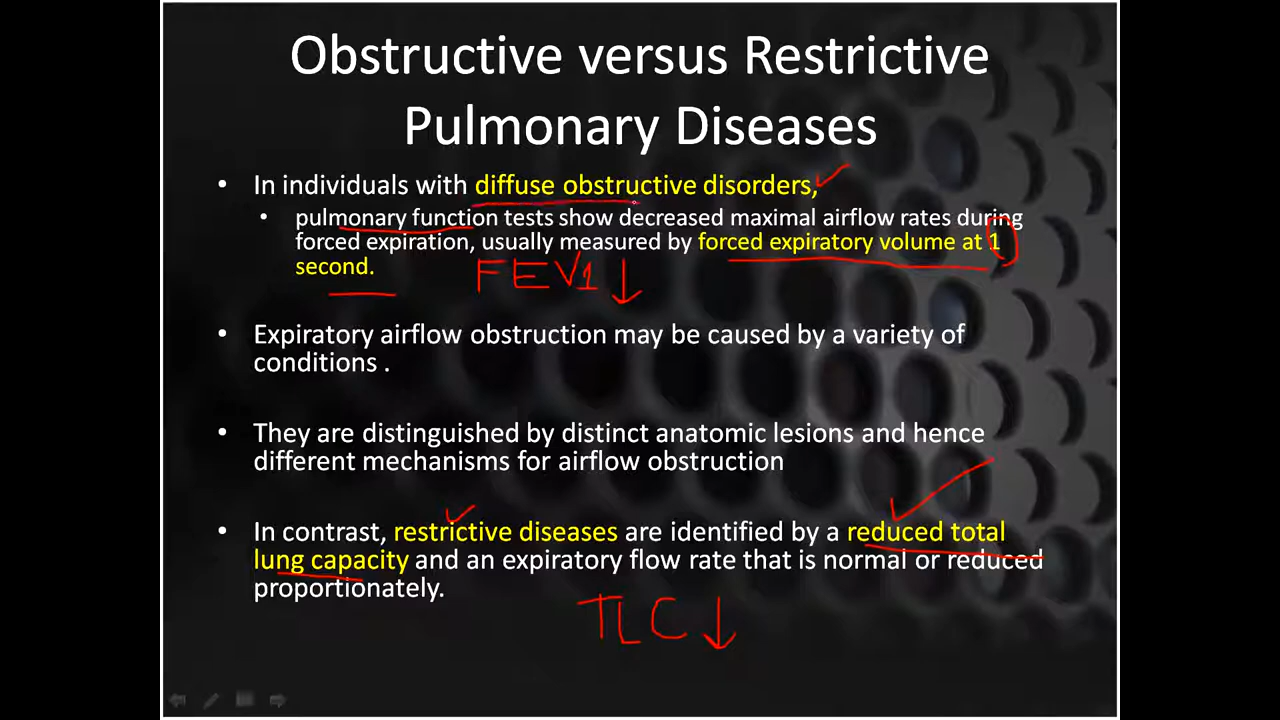 Obstructive versus Restrictive
Pulmonary Diseases
• In individuals with diffuse obstructive disorders,
• pulmonary function tests show decreased maximal airflow rates during
forced expiration, usually measured by forced expiratory volume at 1
second.
FEV1 ↓
• Expiratory airflow obstruction may be caused by a variety of
conditions .
• They are distinguished by distinct anatomic lesions and hence
different mechanisms for airflow obstruction
• In contrast, restrictive diseases are identified by a reduced total
lung capacity and an expiratory flow rate that is normal or reduced
proportionately.
TLC ↓